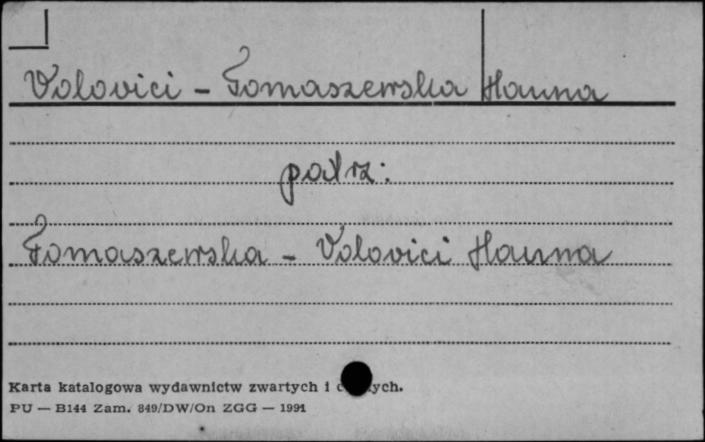 Volovici - Tomaszewska Hanna
patrz:
Tomaszewska - Volovici Hanna
Karta katalogowa wydawnictw zwartych i
PU — B144 Zam. 849/DW/On ZGG — 1991